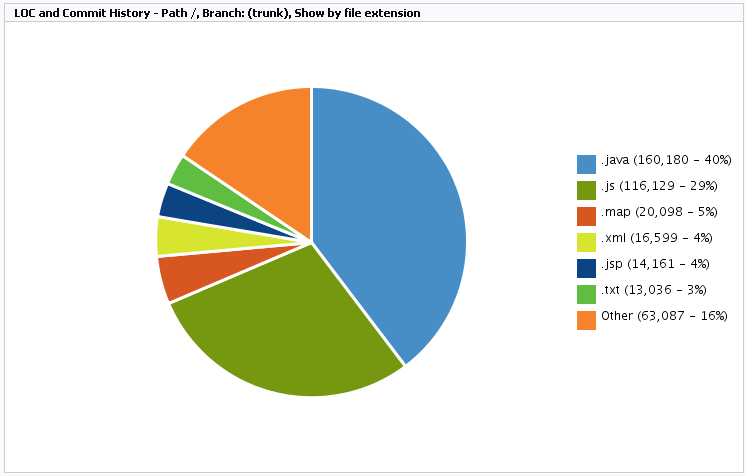 LOC and Commit History - Path /, Branch: (trunk), Show by file extension
.java (160,180 - 40%)
.js (116,129 - 29%)
.map (20,098 - 5%)
.xml (16,599 - 4%)
.jsp (14,161 - 4%)
.txt (13,036 - 3%)
Other (63,087 - 16%)